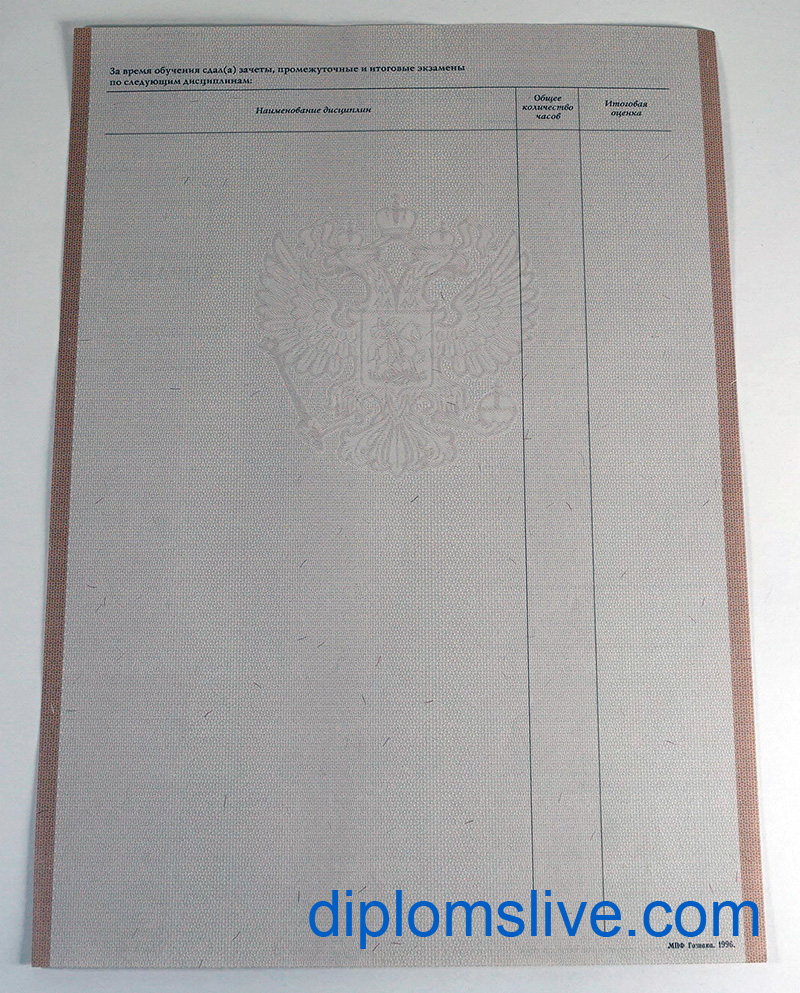 За время обучения сдал(а) зачеты, промежуточные и итоговые экзамены
по следующим дисциплинам:
Наименование дисциплин
Общее
количество
часов
Итоговая
оценка
diplomslive.com
МПФ Гознака. 1996.